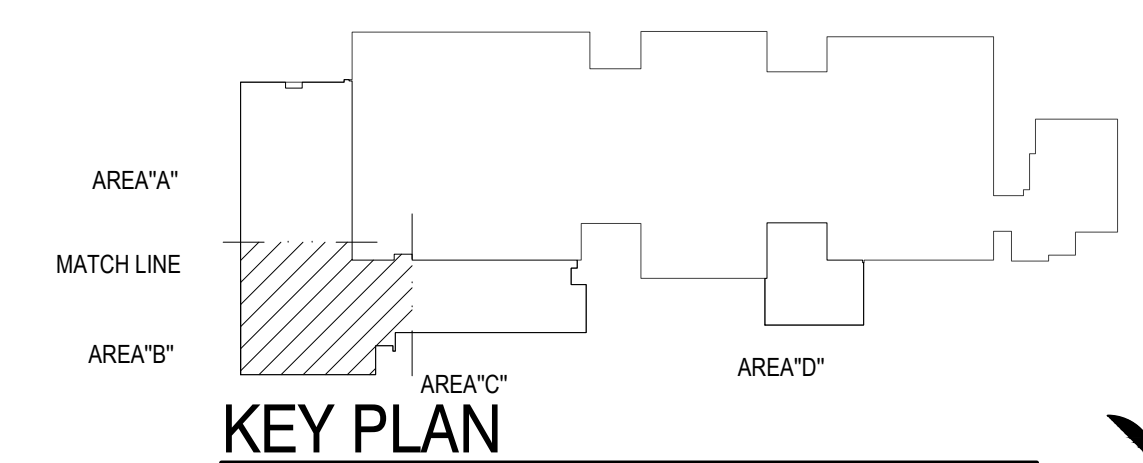 AREA"A"
MATCH LINE
AREA"B"
AREA"C"
AREA"D"
KEY PLAN